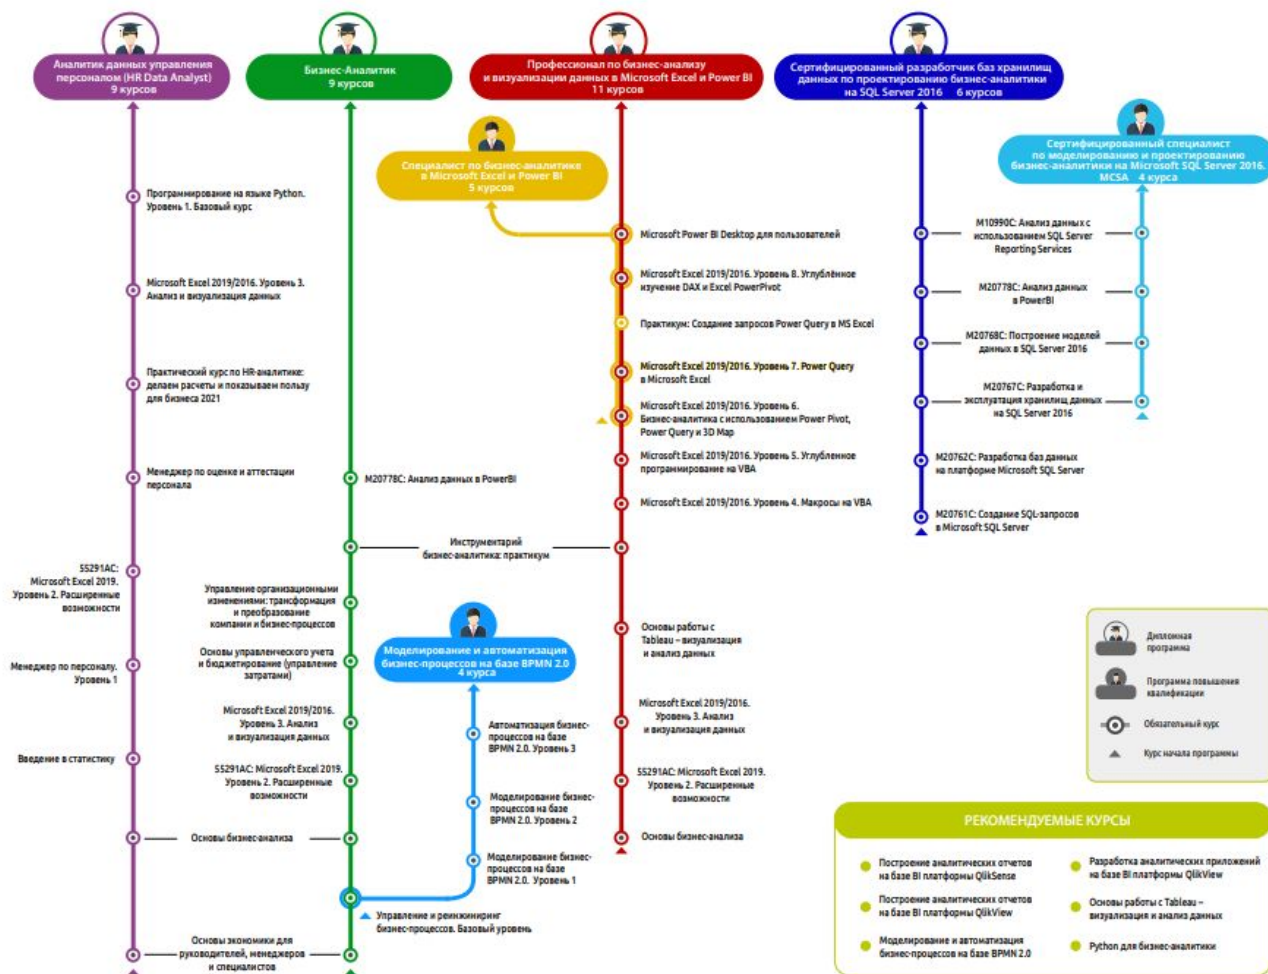 Аналитик данных управления
персоналом (HR Data Analyst)
9 курсов
Бизнес-Аналитик
9 курсов
Профессионал по бизнес-анализу
и визуализации данных в Microsoft Excel и Power BI
11 курсов
Сертифицированный разработчик баз хранилищ
данных по проектированию бизнес-аналитики
на SQL Server 2016 6 курсов
Специалист по бизнес-аналитике
в Microsoft Excel и Power BI
5 курсов
Сертифицированный специалист
по моделированию и проектированию
бизнес-аналитики на Microsoft SQL Server 2016.
MCSA 4 курса
Программирование на языке Python.
Уровень 1. Базовый курс
Microsoft Excel 2019/2016. Уровень 3.
Анализ и визуализация данных
Практический курс по HR-аналитике:
делаем расчеты и показываем пользу
для бизнеса 2021
Менеджер по оценке и аттестации
персонала
55291AC:
Microsoft Excel 2019.
Уровень 2. Расширенные
возможности
Менеджер по персоналу.
Уровень 1
Введение в статистику
Основы бизнес-анализа
Основы экономики для
руководителей, менеджеров
и специалистов
M20778C: Анализ данных в PowerBI
Инструментарий
бизнес-аналитика: практикум
Управление организационными
изменениями: трансформация
и преобразование
компании и бизнес-процессов
Основы управленческого учета
и бюджетирование (управление
затратами)
Microsoft Excel 2019/2016.
Уровень 3. Анализ
и визуализация данных
55291AC: Microsoft Excel 2019.
Уровень 2. Расширенные
возможности
Управление и реинжиниринг
бизнес-процессов. Базовый уровень
Моделирование и автоматизация
бизнес-процессов на базе BPMN 2.0
4 курса
Автоматизация бизнес-
процессов на базе
BPMN 2.0. Уровень 3
Моделирование бизнес-
процессов на базе
BPMN 2.0. Уровень 2
Моделирование бизнес-
процессов на базе
BPMN 2.0. Уровень 1
Microsoft Power BI Desktop для пользователей
Microsoft Excel 2019/2016. Уровень 8. Углублённое
изучение DAX и Excel PowerPivot
Практикум: Создание запросов Power Query в MS Excel
Microsoft Excel 2019/2016. Уровень 7. Power Query
в Microsoft Excel
Microsoft Excel 2019/2016. Уровень 6.
Бизнес-аналитика с использованием Power Pivot,
Power Query и 3D Map
Microsoft Excel 2019/2016. Уровень 5. Углубленное
программирование на VBA
Microsoft Excel 2019/2016. Уровень 4. Макросы на VBA
Основы работы с
Tableau – визуализация
и анализ данных
Microsoft Excel 2019/2016.
Уровень 3. Анализ
и визуализация данных
55291AC: Microsoft Excel 2019.
Уровень 2. Расширенные
возможности
Основы бизнес-анализа
M10990C: Анализ данных с
использованием SQL Server
Reporting Services
M20778C: Анализ данных
в PowerBI
M20768C: Построение моделей
данных в SQL Server 2016
M20767C: Разработка и
эксплуатация хранилищ данных
на SQL Server 2016
M20762C: Разработка баз данных
на платформе Microsoft SQL Server
M20761C: Создание SQL-запросов
в Microsoft SQL Server
Дипломная
программа
Программа повышения
квалификации
Обязательный курс
Курс начала программы
РЕКОМЕНДУЕМЫЕ КУРСЫ
Построение аналитических отчетов
на базе BI платформы QlikSense
Построение аналитических отчетов
на базе BI платформы QlikView
Моделирование и автоматизация
бизнес-процессов на базе BPMN 2.0
Разработка аналитических приложений
на базе BI платформы QlikView
Основы работы с Tableau –
визуализация и анализ данных
Python для бизнес-аналитики